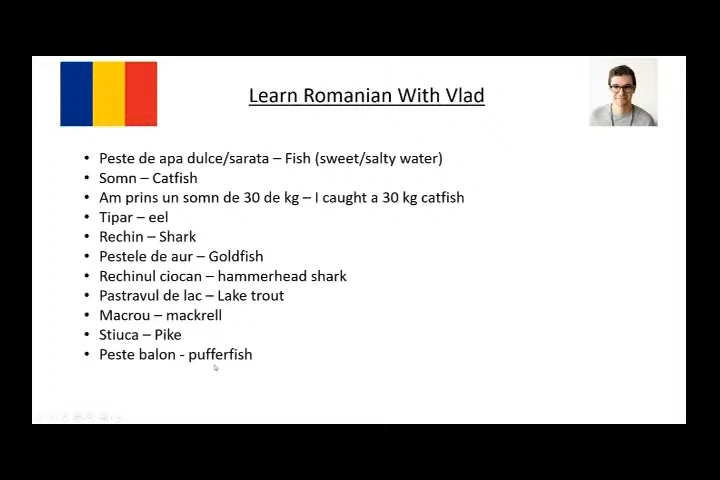 Learn Romanian With Vlad
• Peste de apa dulce/sarata – Fish (sweet/salty water)
• Somn – Catfish
• Am prins un somn de 30 de kg – I caught a 30 kg catfish
• Tipar – eel
• Rechin – Shark
• Pestele de aur – Goldfish
• Rechinul ciocan – hammerhead shark
• Pastravul de lac – Lake trout
• Macrou – mackrell
• Stiuca – Pike
• Peste balon - pufferfish